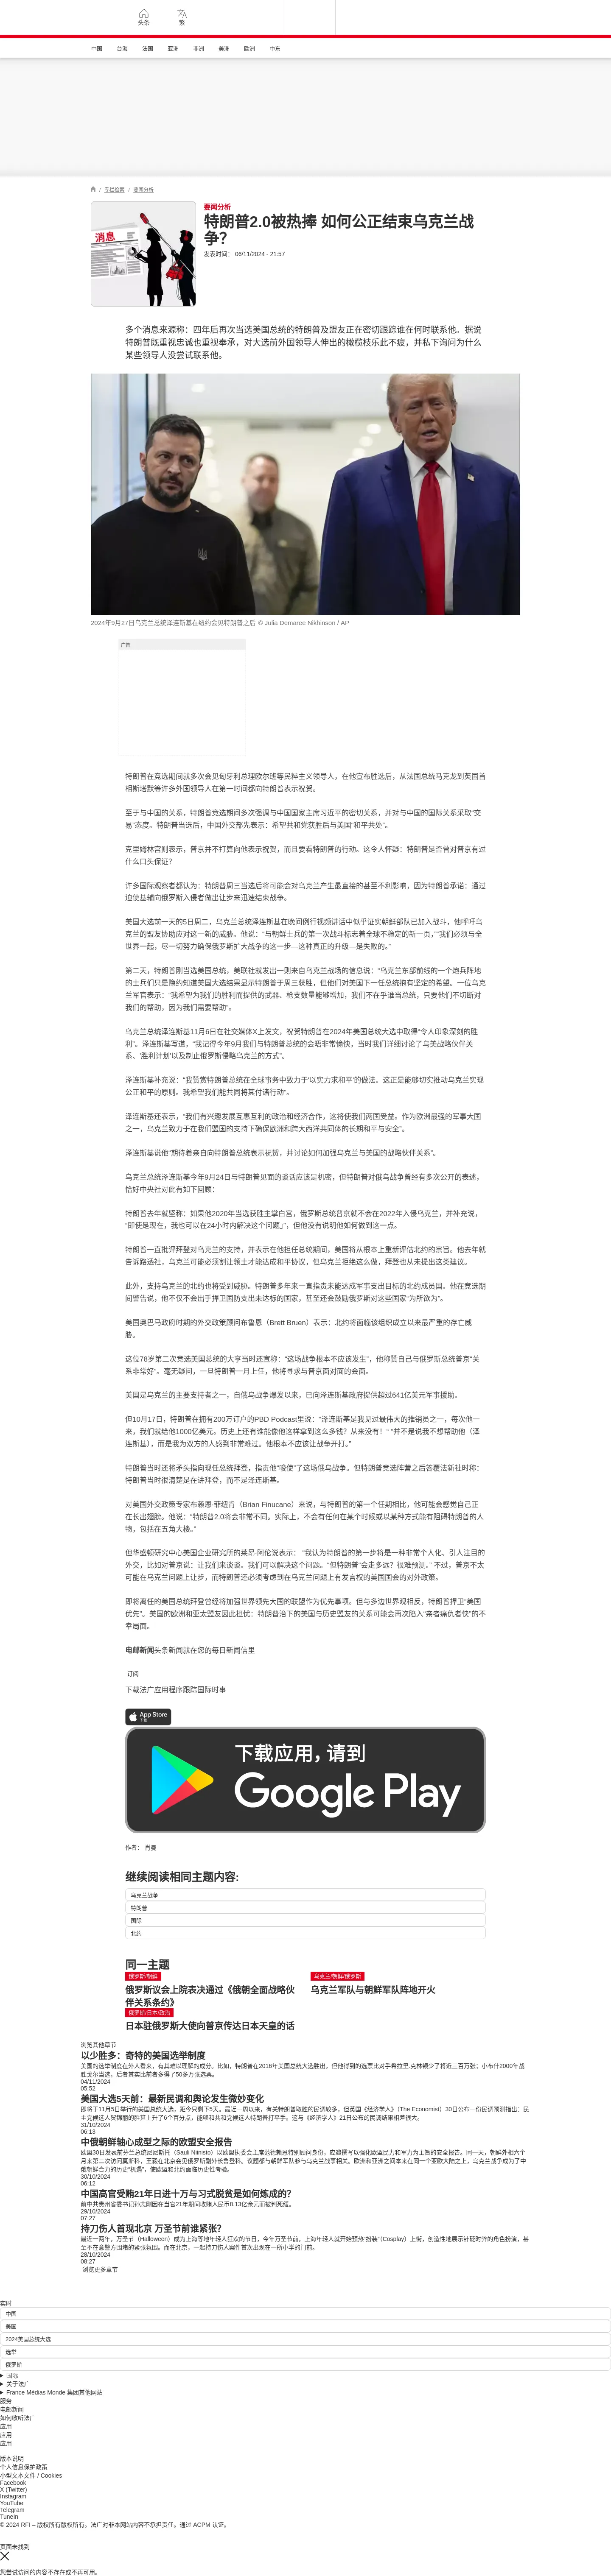 头条
繁
中国 台海 法国 亚洲 非洲 美洲 欧洲 中东
/ 专栏检索 / 要闻分析
消息
要闻分析
特朗普2.0被热捧 如何公正结束乌克兰战
争?
发表时间： 06/11/2024 - 21:57
多个消息来源称：四年后再次当选美国总统的特朗普及盟友正在密切跟踪谁在何时联系他。据说
特朗普既重视忠诚也重视奉承，对大选前外国领导人伸出的橄榄枝乐此不疲，并私下询问为什么
某些领导人没尝试联系他。
2024年9月27日乌克兰总统泽连斯基在纽约会见特朗普之后 © Julia Demaree Nikhinson / AP
广告
特朗普在竞选期间就多次会见匈牙利总理欧尔班等民粹主义领导人，在他宣布胜选后，从法国总统马克龙到英国首
相斯塔默等许多外国领导人在第一时间都向特朗普表示祝贺。
至于与中国的关系，特朗普竞选期间多次强调与中国国家主席习近平的密切关系，并对与中国的国际关系采取“交
易”态度。特朗普当选后，中国外交部先表示：希望共和党获胜后与美国“和平共处”。
克里姆林宫则表示，普京并不打算向他表示祝贺，而且要看特朗普的行动。这令人怀疑：特朗普是否曾对普京有过
什么口头保证?
许多国际观察者都认为：特朗普周三当选后将可能会对乌克兰产生最直接的甚至不利影响，因为特朗普承诺：通过
迫使基辅向俄罗斯入侵者做出让步来迅速结束战争。
美国大选前一天的5日周二，乌克兰总统泽连斯基在晚间例行视频讲话中似乎证实朝鲜部队已加入战斗，他呼吁乌
克兰的盟友协助应对这一新的威胁。他说：“与朝鲜士兵的第一次战斗标志着全球不稳定的新一页，”“我们必须与全
世界一起，尽一切努力确保俄罗斯扩大战争的这一步—这种真正的升级—是失败的。”
第二天，特朗普刚当选美国总统，美联社就发出一则来自乌克兰战场的信息说：“乌克兰东部前线的一个炮兵阵地
的士兵们只是隐约知道美国大选结果显示特朗普于周三获胜，但他们对美国下一任总统抱有坚定的希望。一位乌克
兰军官表示：“我希望为我们的胜利而提供的武器、枪支数量能够增加，我们不在乎谁当总统，只要他们不切断对
我们的帮助，因为我们需要帮助”。
乌克兰总统泽连斯基11月6日在社交媒体X上发文，祝贺特朗普在2024年美国总统大选中取得“令人印象深刻的胜
利”。泽连斯基写道，“我记得今年9月我们与特朗普总统的会晤非常愉快，当时我们详细讨论了乌美战略伙伴关
系、‘胜利计划’以及制止俄罗斯侵略乌克兰的方式”。
泽连斯基补充说：“我赞赏特朗普总统在全球事务中致力于‘以实力求和平’的做法。这正是能够切实推动乌克兰实现
公正和平的原则。我希望我们能共同将其付诸行动”。
泽连斯基还表示，“我们有兴趣发展互惠互利的政治和经济合作，这将使我们两国受益。作为欧洲最强的军事大国
之一，乌克兰致力于在我们盟国的支持下确保欧洲和跨大西洋共同体的长期和平与安全”。
泽连斯基说他“期待着亲自向特朗普总统表示祝贺，并讨论如何加强乌克兰与美国的战略伙伴关系”。
乌克兰总统泽连斯基今年9月24日与特朗普见面的谈话应该是机密，但特朗普对俄乌战争曾经有多次公开的表述，
恰好中央社对此有如下回顾：
特朗普去年就坚称：如果他2020年当选获胜主掌白宫，俄罗斯总统普京就不会在2022年入侵乌克兰，并补充说，
“即使是现在，我也可以在24小时内解决这个问题」”，但他没有说明他如何做到这一点。
特朗普一直批评拜登对乌克兰的支持，并表示在他担任总统期间，美国将从根本上重新评估北约的宗旨。他去年就
告诉路透社，乌克兰可能必须割让领土才能达成和平协议，但乌克兰拒绝这么做，拜登也从未提出这类建议。
此外，支持乌克兰的北约也将受到威胁。特朗普多年来一直指责未能达成军事支出目标的北约成员国。他在竞选期
间警告说，他不仅不会出手捍卫国防支出未达标的国家，甚至还会鼓励俄罗斯对这些国家“为所欲为”。
美国奥巴马政府时期的外交政策顾问布鲁恩（Brett Bruen）表示：北约将面临该组织成立以来最严重的存亡威
胁。
这位78岁第二次竞选美国总统的大亨当时还宣称：“这场战争根本不应该发生”，他称赞自己与俄罗斯总统普京“关
系非常好”。毫无疑问，一旦特朗普一月上任，他将寻求与普京面对面的会面。
美国是乌克兰的主要支持者之一，自俄乌战争爆发以来，已向泽连斯基政府提供超过641亿美元军事援助。
但10月17日，特朗普在拥有200万订户的PBD Podcast里说：“泽连斯基是我见过最伟大的推销员之一，每次他一
来，我们就给他1000亿美元。历史上还有谁能像他这样拿到这么多钱? 从来没有！” “并不是说我不想帮助他（泽
连斯基），而是我为双方的人感到非常难过。他根本不应该让战争开打。”
特朗普当时还将矛头指向现任总统拜登，指责他“唆使”了这场俄乌战争。但特朗普竞选阵营之后答覆法新社时称：
特朗普当时很清楚是在讲拜登，而不是泽连斯基。
对美国外交政策专家布赖恩·菲纽肯（Brian Finucane）来说，与特朗普的第一个任期相比，他可能会感觉自己正
在长出翅膀。他说：“特朗普2.0将会非常不同。实际上，不会有任何在某个时候或以某种方式能有阻碍特朗普的人
物，包括在五角大楼。”
但华盛顿研究中心美国企业研究所的莱昂·阿伦说表示： “我认为特朗普的第一步将是一种非常个人化、引人注目的
外交，比如对普京说：让我们来谈谈。我们可以解决这个问题。”但特朗普“会走多远？很难预测。” 不过，普京不太
可能在乌克兰问题上让步，而特朗普还必须考虑到在乌克兰问题上有发言权的美国国会的对外政策。
即将离任的美国总统拜登曾经将加强世界领先大国的联盟作为优先事项。但与多边世界观相反，特朗普捍卫“美国
优先”。美国的欧洲和亚太盟友因此担忧：特朗普治下的美国与历史盟友的关系可能会再次陷入“亲者痛仇者快”的不
幸局面。
电邮新闻头条新闻就在您的每日新闻信里
订阅
下载法广应用程序跟踪国际时事
App Store
下载
下载应用，请到
Google Play
作者： 肖曼
继续阅读相同主题内容:
乌克兰战争
特朗普
国际
北约
同一主题
俄罗斯/朝鲜
俄罗斯议会上院表决通过《俄朝全面战略伙
伴关系条约》
乌克兰/朝鲜/俄罗斯
乌克兰军队与朝鲜军队阵地开火
俄罗斯/日本/政治
日本驻俄罗斯大使向普京传达日本天皇的话
浏览其他章节
以少胜多：奇特的美国选举制度
美国的选举制度在外人看来，有其难以理解的成分。比如，特朗普在2016年美国总统大选胜出，但他得到的选票比对手希拉里.克林顿少了将近三百万张；小布什2000年战
胜戈尔当选，后者其实比前者多得了50多万张选票。
04/11/2024
05:52
美国大选5天前：最新民调和舆论发生微妙变化
即将于11月5日举行的美国总统大选，距今只剩下5天。最近一周以来，有关特朗普取胜的民调较多，但英国《经济学人》（The Economist）30日公布一份民调预测指出：民
主党候选人贺锦丽的胜算上升了6个百分点，能够和共和党候选人特朗普打平手。这与《经济学人》21日公布的民调结果相差很大。
31/10/2024
06:13
中俄朝鲜轴心成型之际的欧盟安全报告
欧盟30日发表前芬兰总统尼尼斯托（Sauli Niinisto）以欧盟执委会主席范德赖恩特别顾问身份，应邀撰写以强化欧盟民力和军力为主旨的安全报告。同一天，朝鲜外相六个
月来第二次访问莫斯科，王毅在北京会见俄罗斯副外长鲁登科。议题都与朝鲜军队参与乌克兰战事相关。欧洲和亚洲之间本来在同一个亚欧大陆之上，乌克兰战争成为了中
俄朝鲜合力的历史“机遇”，使欧盟和北约面临历史性考验。
30/10/2024
06:12
中国高官受贿21年日进十万与习式脱贫是如何炼成的？
前中共贵州省委书记孙志刚因在当官21年期间收贿人民币8.13亿余元而被判死缓。
29/10/2024
07:27
持刀伤人首现北京 万圣节前谁紧张?
最近一两年，万圣节（Halloween）成为上海等地年轻人狂欢的节日，今年万圣节前，上海年轻人就开始预热“扮装”（Cosplay）上街，创造性地展示针砭时弊的角色扮演，甚
至不在意警方围堵的紧张氛围。而在北京，一起持刀伤人案件首次出现在一所小学的门前。
28/10/2024
08:27
浏览更多章节
实时
中国
美国
2024美国总统大选
选举
俄罗斯
国际
关于法广
France Médias Monde 集团其他网站
服务
电邮新闻
如何收听法广
应用
应用
应用
版本说明
个人信息保护政策
小型文本文件 / Cookies
Facebook
X (Twitter)
Instagram
YouTube
Telegram
TuneIn
© 2024 RFI – 版权所有版权所有。法广对非本网站内容不承担责任。通过 ACPM 认证。
页面未找到
您尝试访问的内容不存在或不再可用。